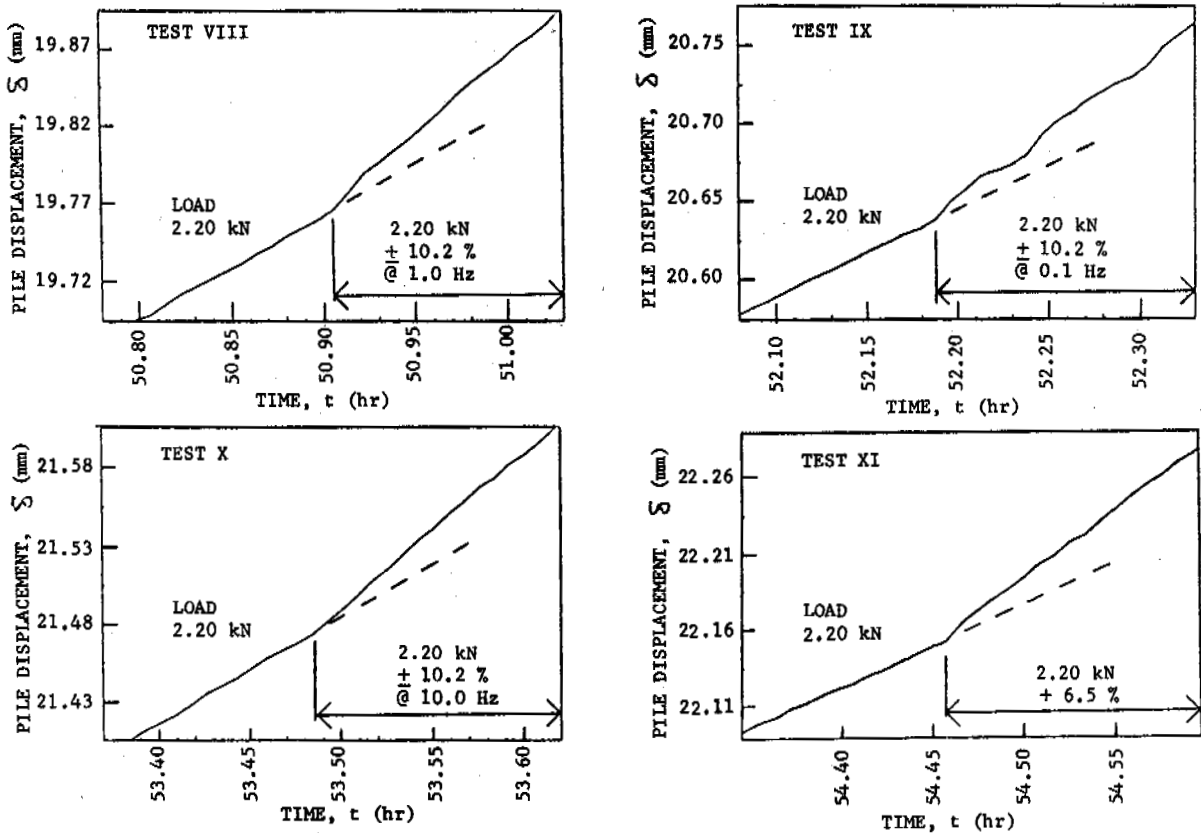 TEST VIII
PILE DISPLACEMENT, δ (mm)
19.87
19.82
19.77
19.72
LOAD
2.20 kN
2.20 kN
± 10.2 %
@ 1.0 Hz
50.80
50.85
50.90
50.95
51.00
TIME, t (hr)
TEST IX
PILE DISPLACEMENT, δ (mm)
20.75
20.70
20.65
20.60
LOAD
2.20 kN
2.20 kN
± 10.2 %
@ 0.1 Hz
52.10
52.15
52.20
52.25
52.30
TIME, t (hr)
TEST X
PILE DISPLACEMENT, δ (mm)
21.58
21.53
21.48
21.43
LOAD
2.20 kN
2.20 kN
± 10.2 %
@ 10.0 Hz
53.40
53.45
53.50
53.55
53.60
TIME, t (hr)
TEST XI
PILE DISPLACEMENT, δ (mm)
22.26
22.21
22.16
22.11
LOAD
2.20 kN
2.20 kN
+ 6.5 %
54.40
54.45
54.50
54.55
TIME, t (hr)